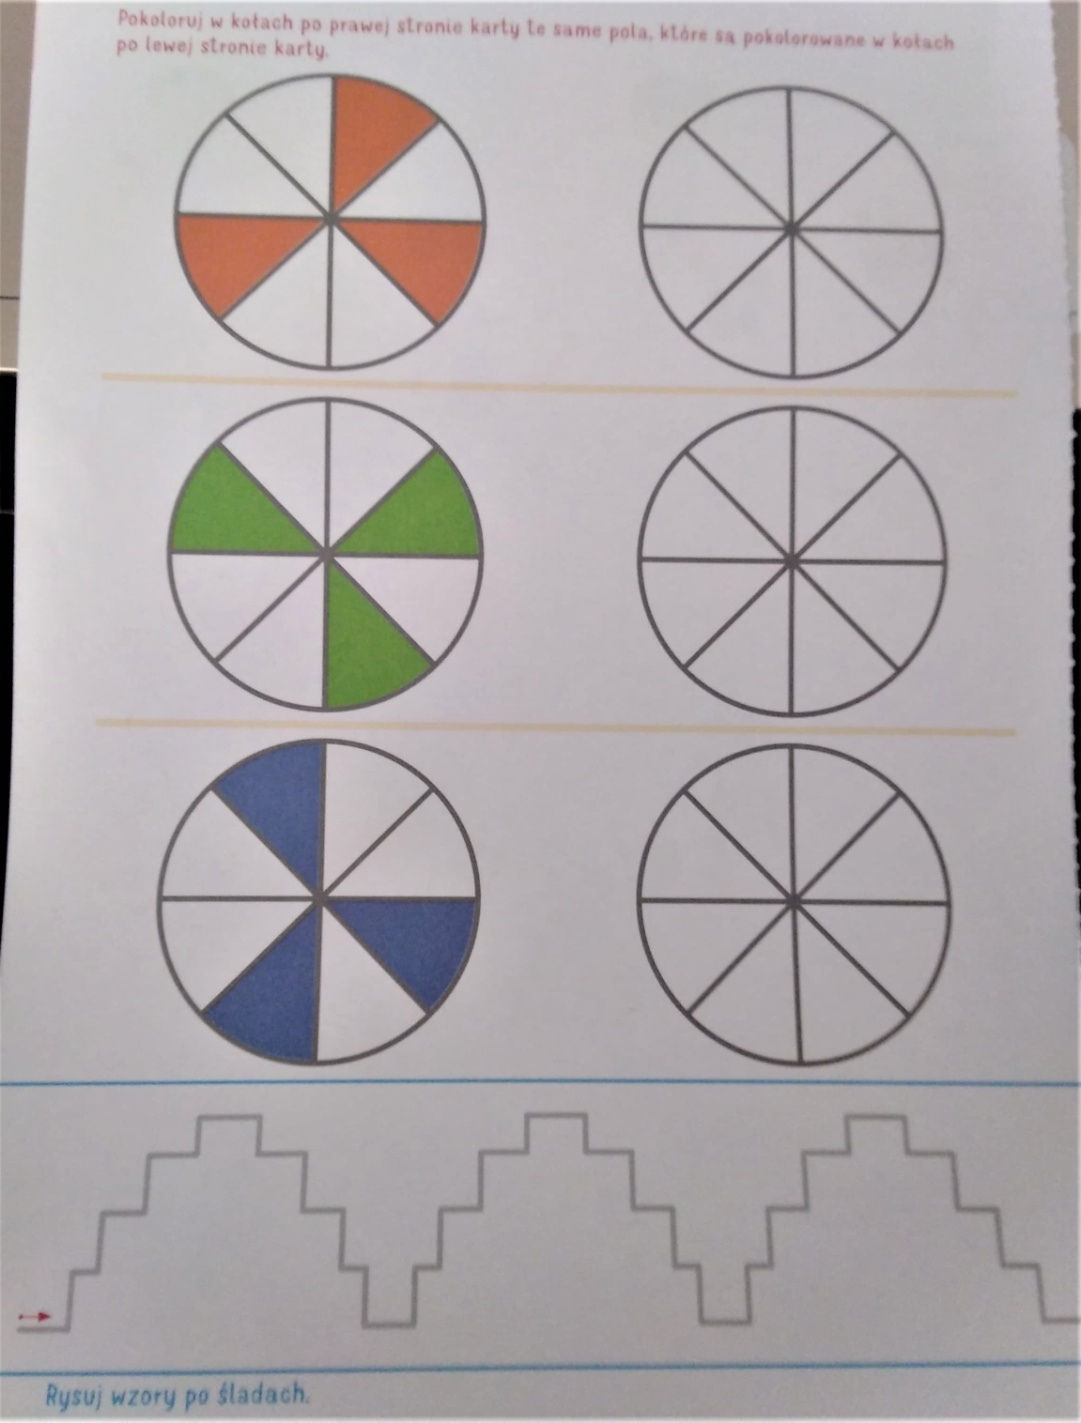 Pokoloruj w kołach po prawej stronie karty te same pola, które są pokolorowane w kołach
po lewej stronie karty.
Rysuj wzory po śladach.